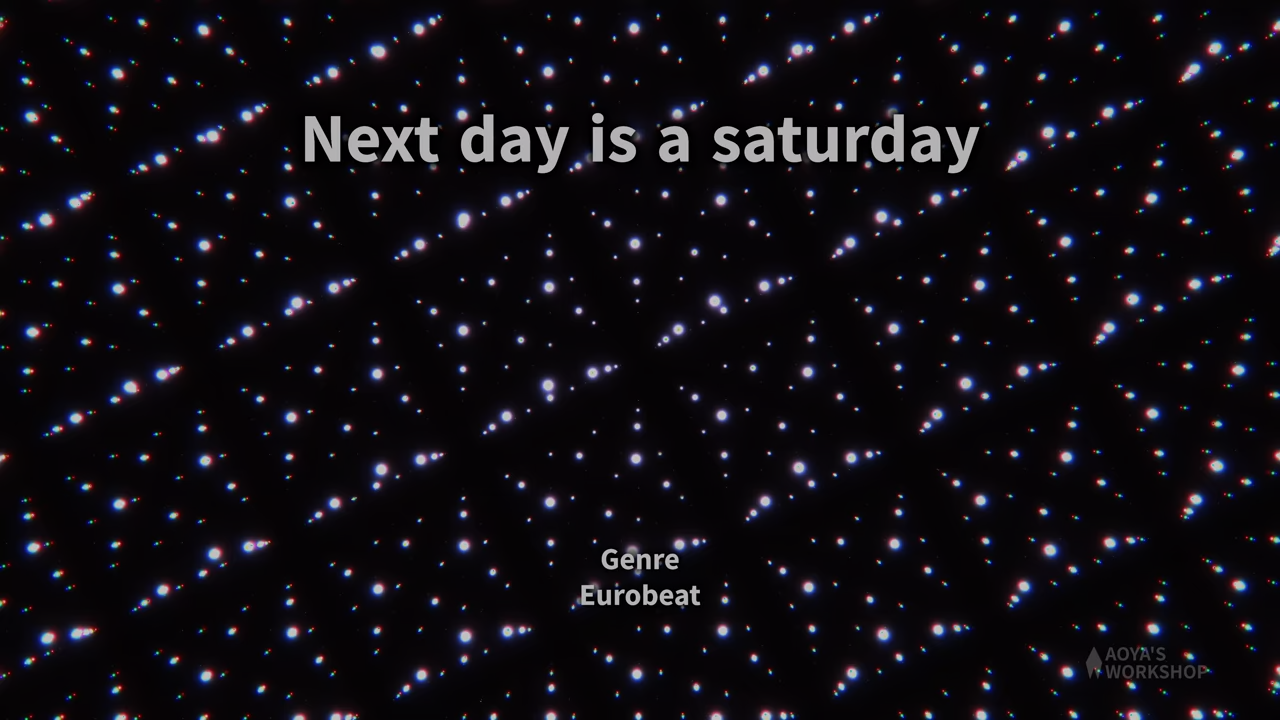 Next day is a saturday
Genre
Eurobeat
AOYA'S
WORKSHOP